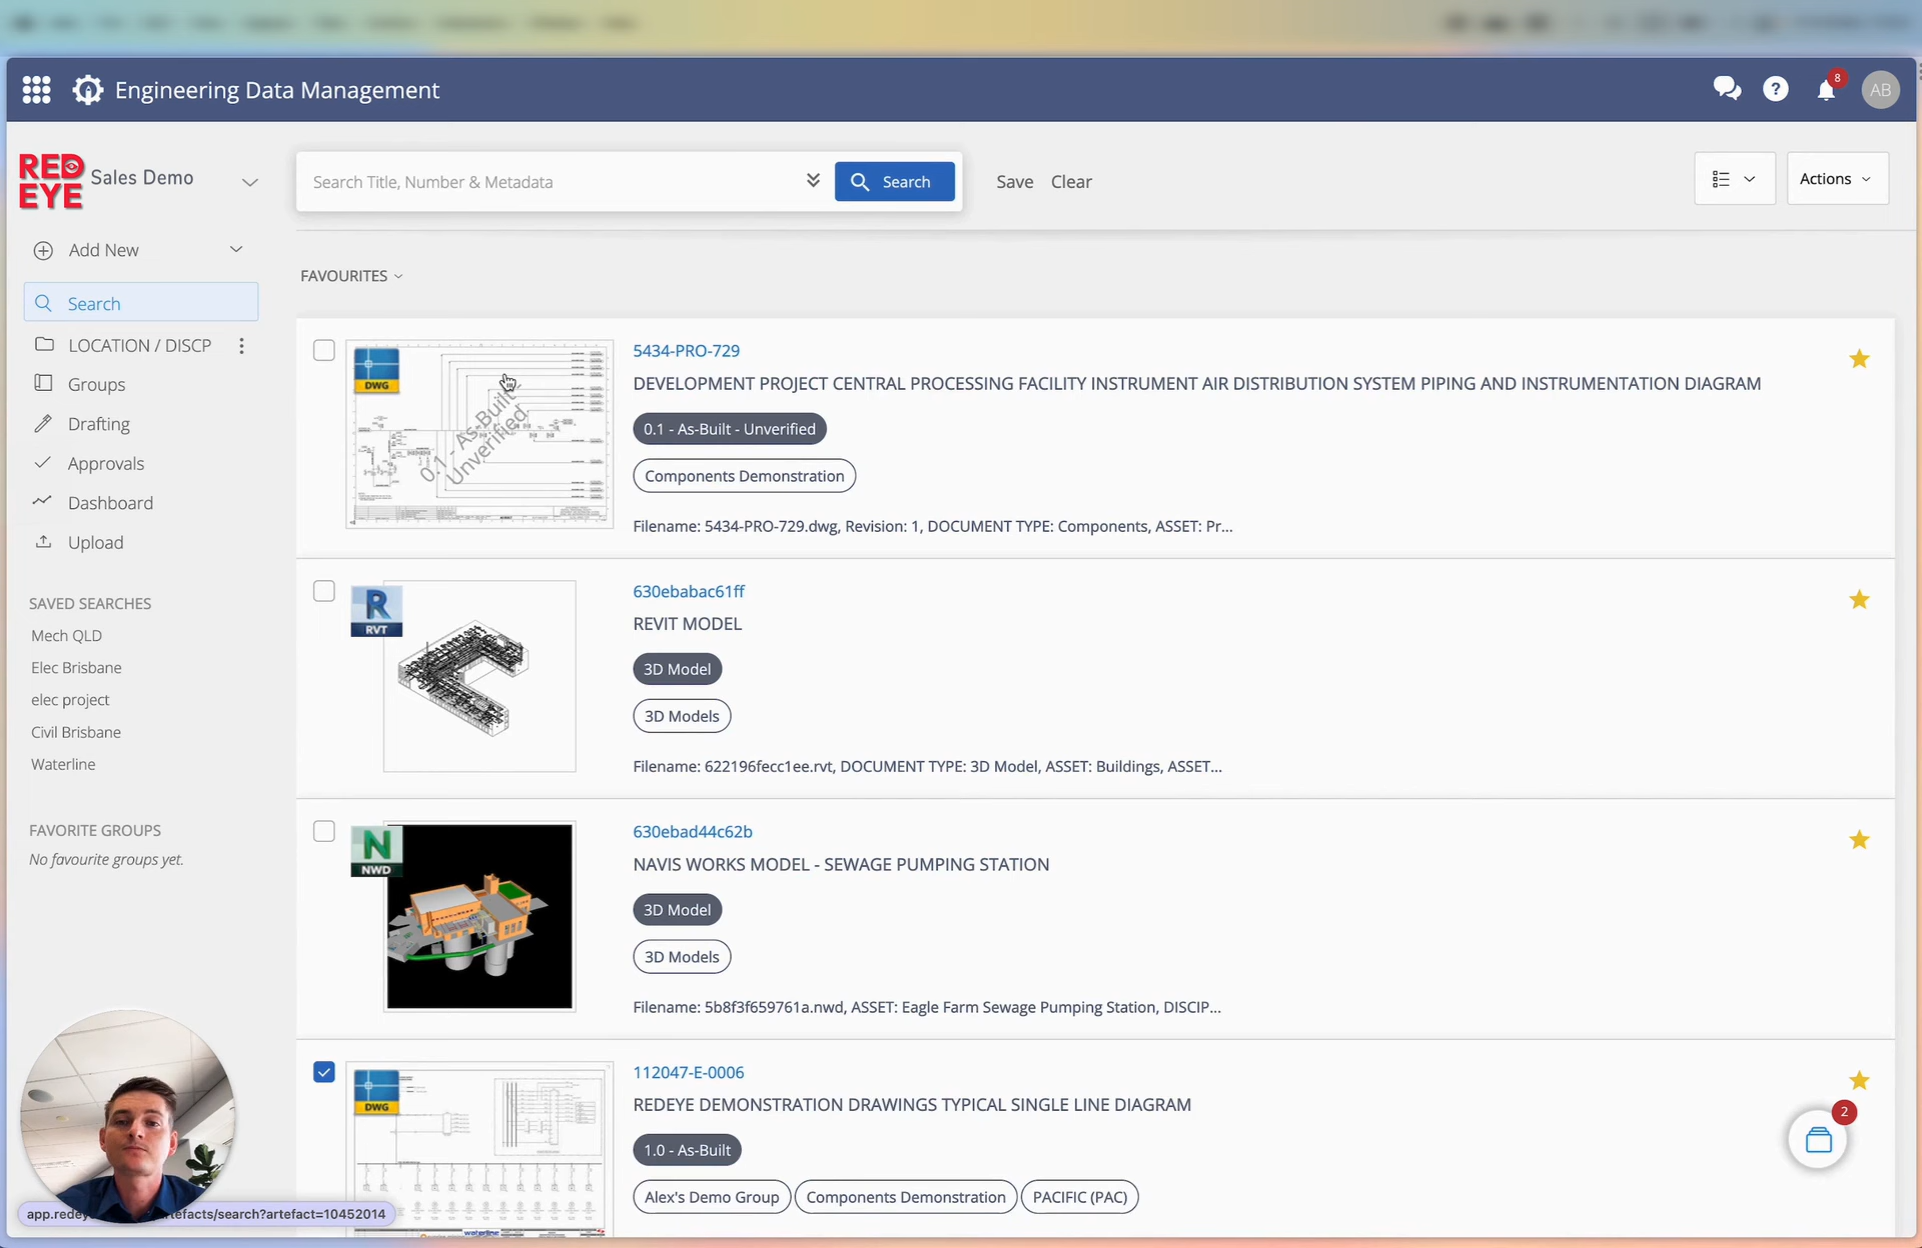 Engineering Data Management
8
AB
RED EYE
Sales Demo
Search Title, Number & Metadata
Search
Save
Clear
Actions
Add New
Search
LOCATION / DISCP
Groups
Drafting
Approvals
Dashboard
Upload
SAVED SEARCHES
Mech QLD
Elec Brisbane
elec project
Civil Brisbane
Waterline
FAVORITE GROUPS
No favourite groups yet.
FAVOURITES
DWG
0.1 - As-Built
Unverified
5434-PRO-729
DEVELOPMENT PROJECT CENTRAL PROCESSING FACILITY INSTRUMENT AIR DISTRIBUTION SYSTEM PIPING AND INSTRUMENTATION DIAGRAM
0.1 - As-Built - Unverified
Components Demonstration
Filename: 5434-PRO-729.dwg, Revision: 1, DOCUMENT TYPE: Components, ASSET: Pr...
R
RVT
630ebabac61ff
REVIT MODEL
3D Model
3D Models
Filename: 622196fecc1ee.rvt, DOCUMENT TYPE: 3D Model, ASSET: Buildings, ASSET...
N
NWD
630ebad44c62b
NAVIS WORKS MODEL - SEWAGE PUMPING STATION
3D Model
3D Models
Filename: 5b8f3f659761a.nwd, ASSET: Eagle Farm Sewage Pumping Station, DISCIP...
DWG
112047-E-0006
REDEYE DEMONSTRATION DRAWINGS TYPICAL SINGLE LINE DIAGRAM
1.0 - As-Built
Alex's Demo Group
Components Demonstration
PACIFIC (PAC)
waterline
2
app.redeye
tefacts/search?artefact=10452014